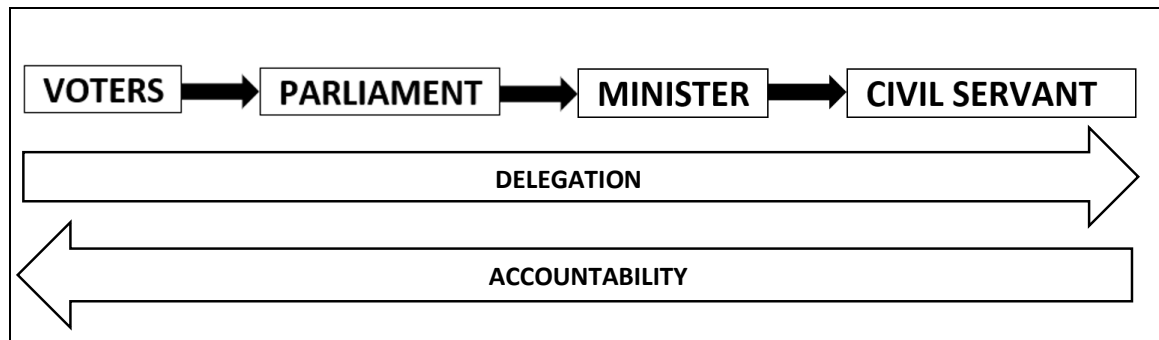 VOTERS PARLIAMENT MINISTER CIVIL SERVANT
DELEGATION
ACCOUNTABILITY